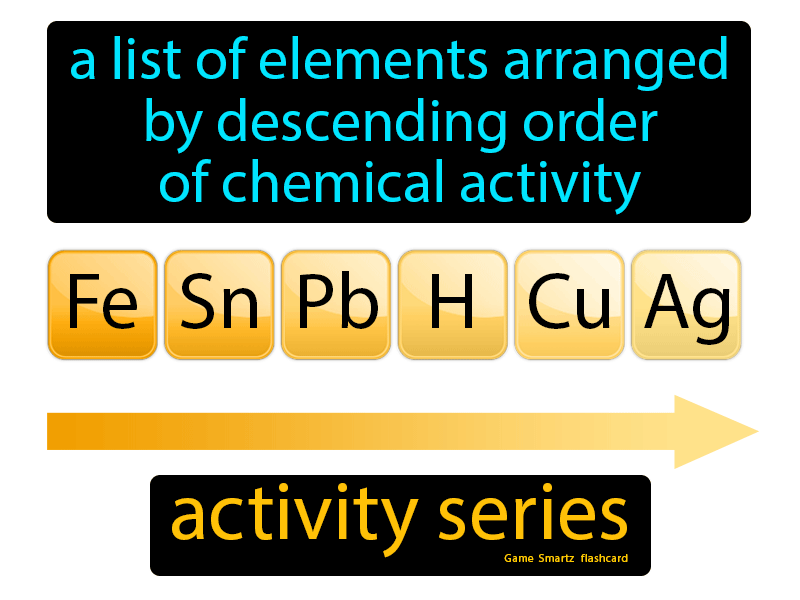 a list of elements arranged
by descending order
of chemical activity
Fe Sn Pb H Cu Ag
activity series
Game Smartz flashcard